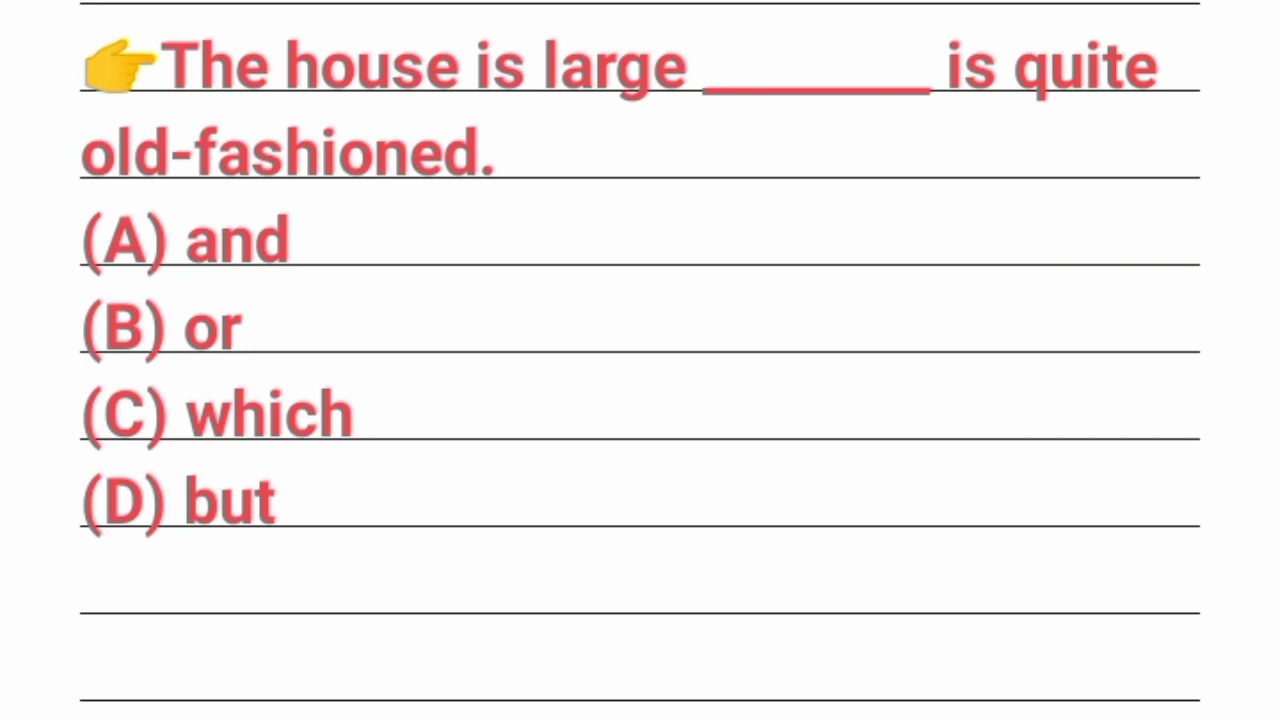 👉The house is large ________ is quite
old-fashioned.
(A) and
(B) or
(C) which
(D) but